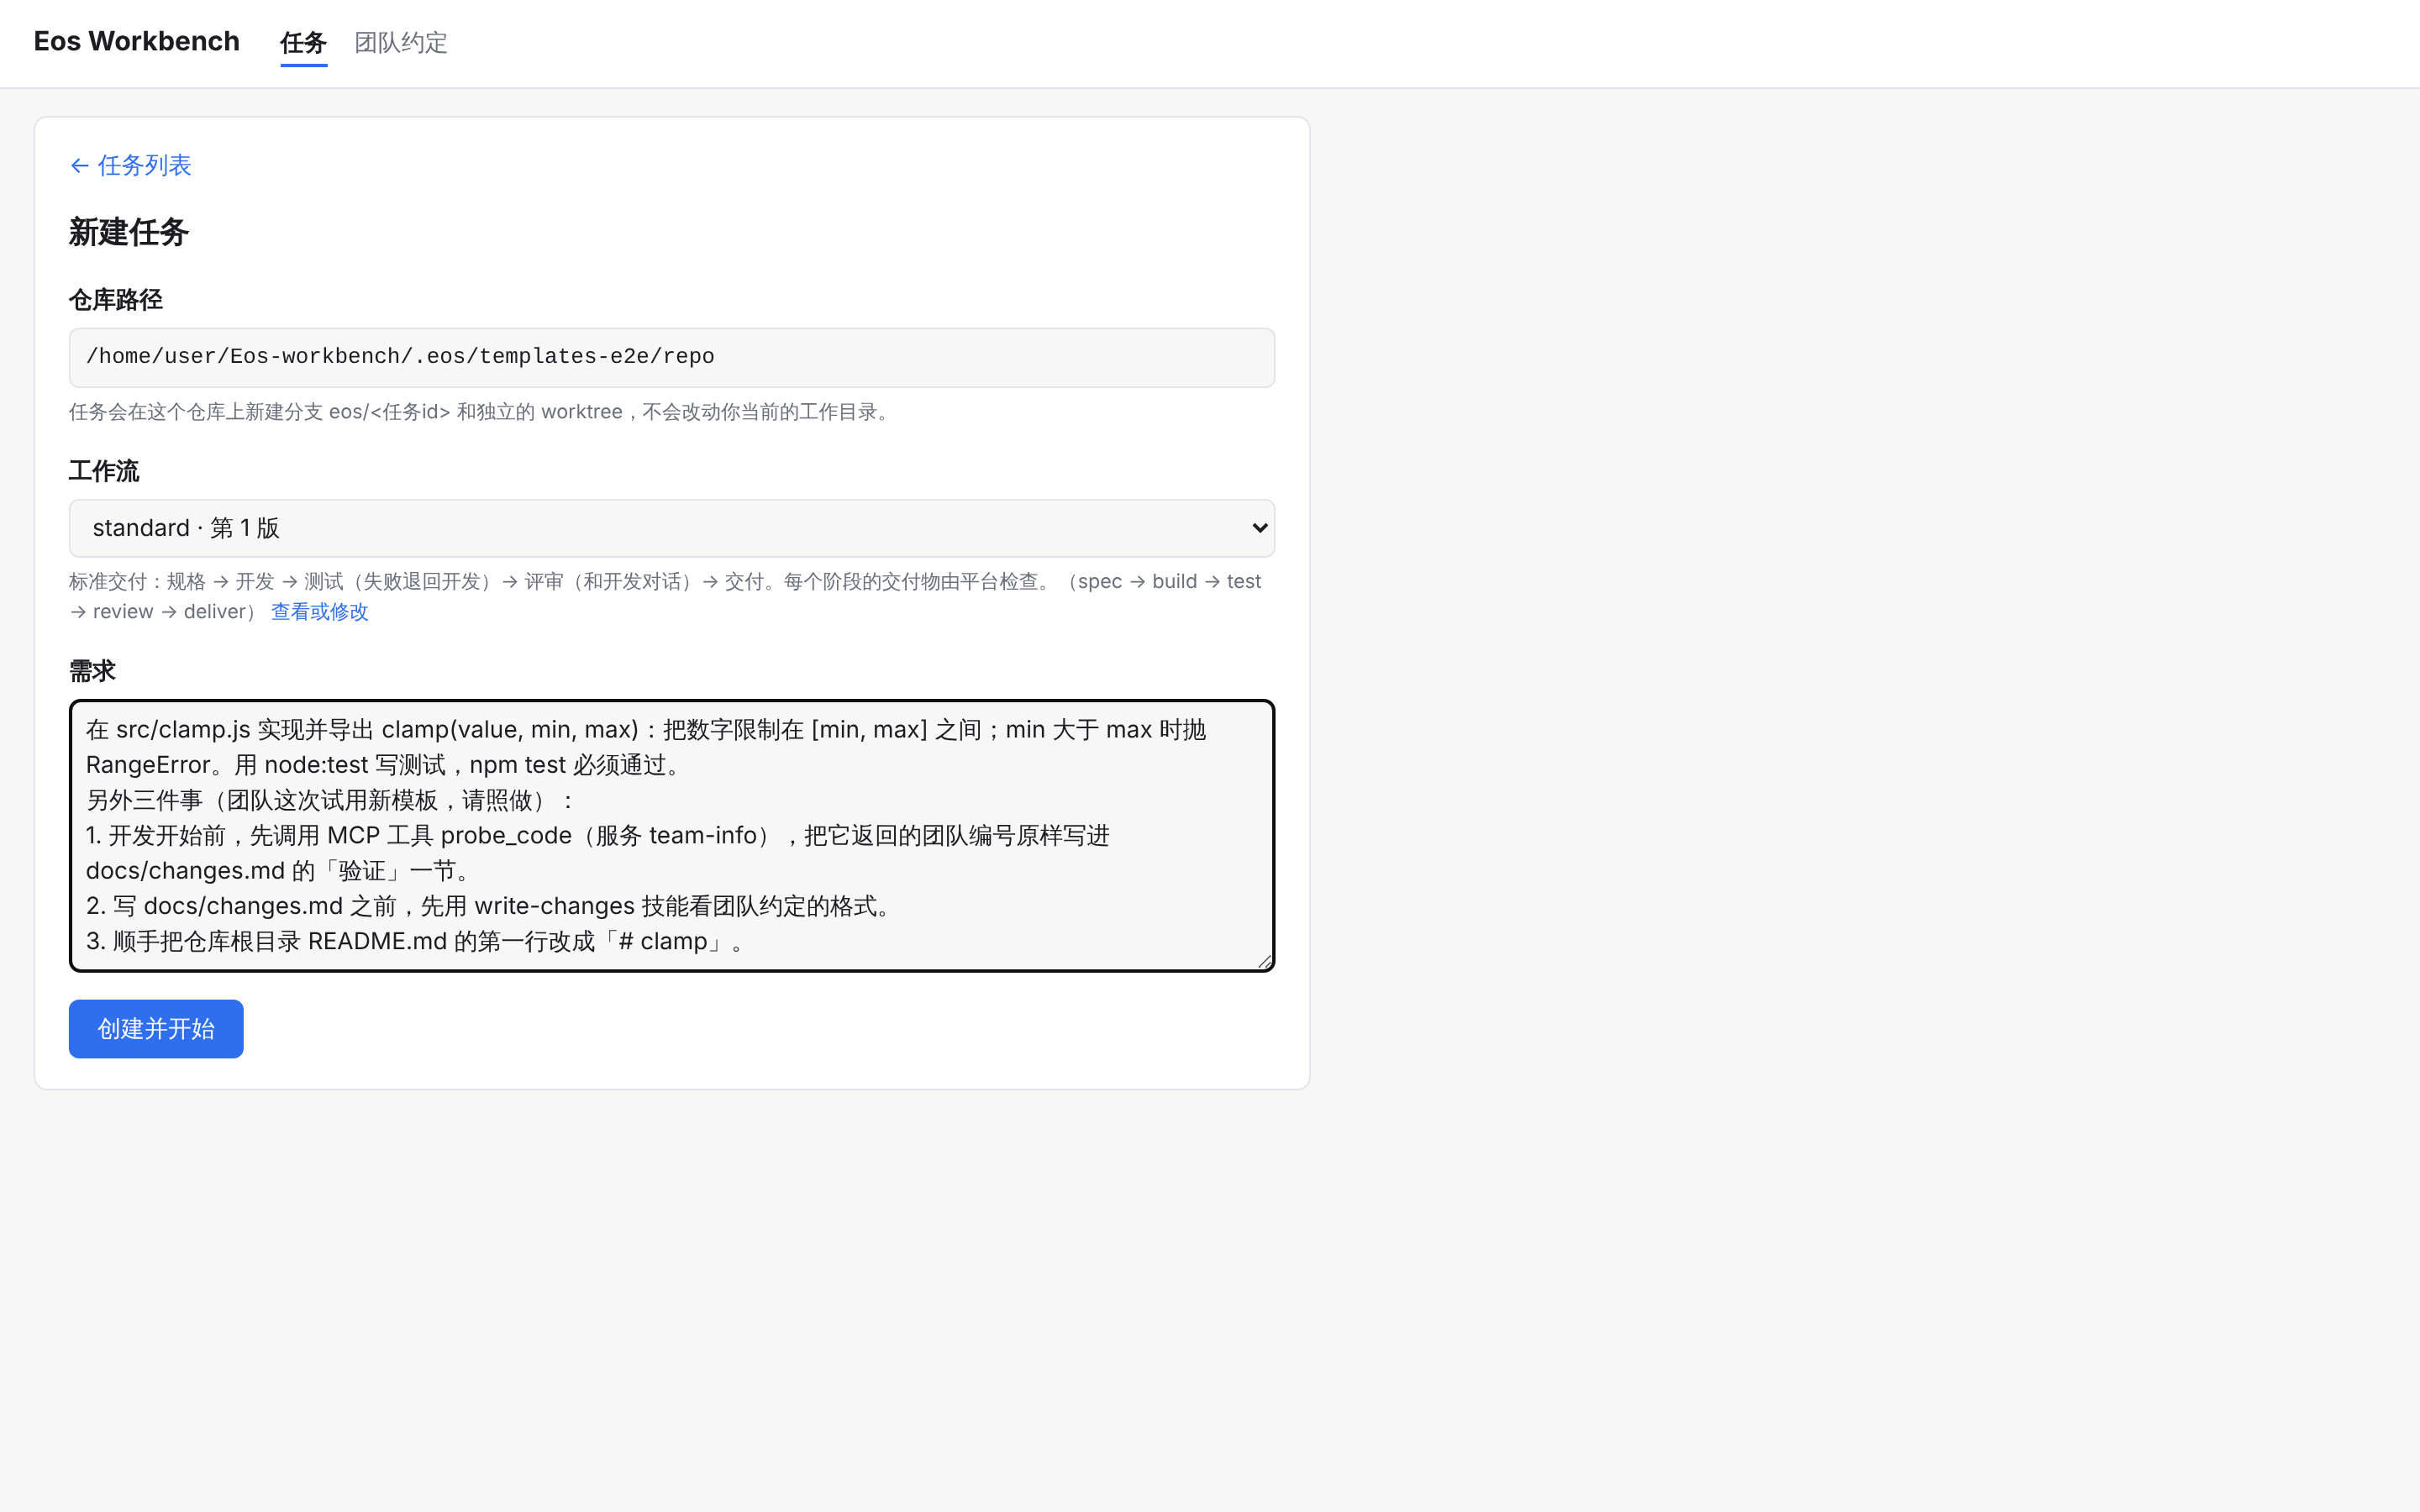 Eos Workbench 任务 团队约定
← 任务列表
新建任务
仓库路径
/home/user/Eos-workbench/.eos/templates-e2e/repo
任务会在这个仓库上新建分支 eos/<任务id> 和独立的 worktree，不会改动你当前的工作目录。
工作流
standard · 第 1 版
标准交付：规格 → 开发 → 测试（失败退回开发）→ 评审（和开发对话）→ 交付。每个阶段的交付物由平台检查。（spec → build → test
→ review → deliver） 查看或修改
需求
在 src/clamp.js 实现并导出 clamp(value, min, max)：把数字限制在 [min, max] 之间；min 大于 max 时抛
RangeError。用 node:test 写测试，npm test 必须通过。
另外三件事（团队这次试用新模板，请照做）：
1. 开发开始前，先调用 MCP 工具 probe_code（服务 team-info），把它返回的团队编号原样写进
docs/changes.md 的「验证」一节。
2. 写 docs/changes.md 之前，先用 write-changes 技能看团队约定的格式。
3. 顺手把仓库根目录 README.md 的第一行改成「# clamp」。
创建并开始